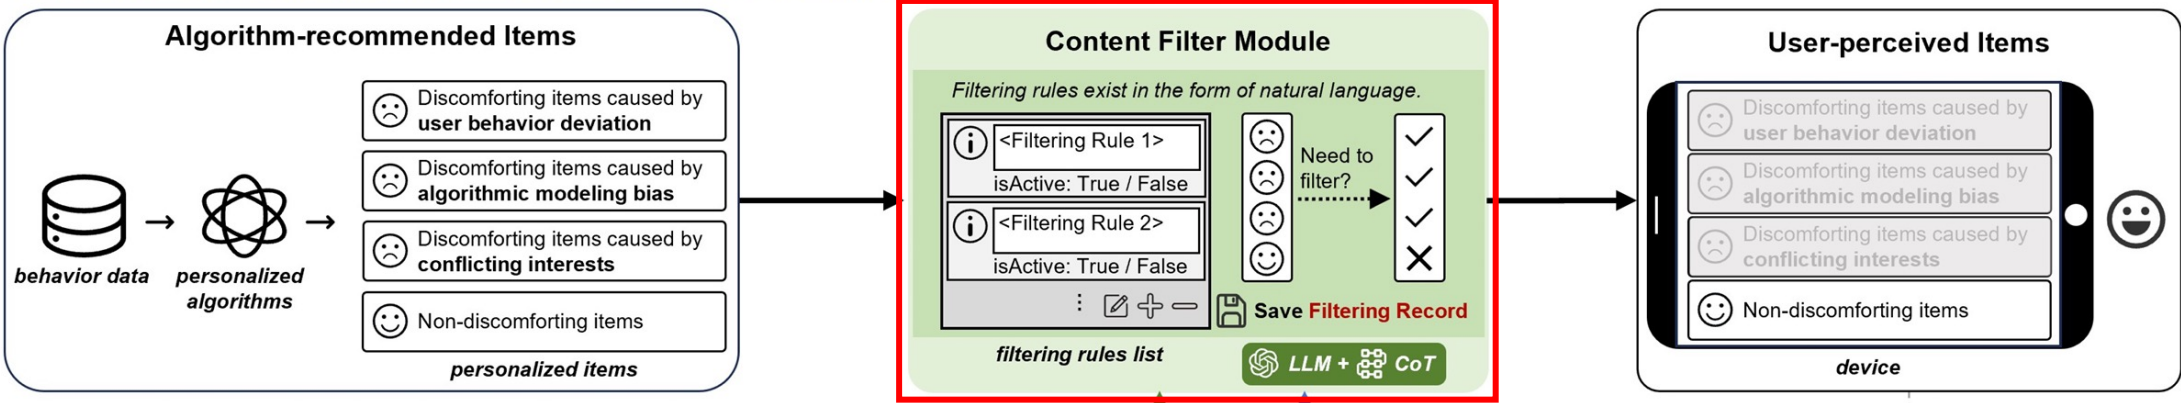 Algorithm-recommended Items
Discomforting items caused by
user behavior deviation
Discomforting items caused by
algorithmic modeling bias
Discomforting items caused by
conflicting interests
Non-discomforting items
behavior data
personalized
algorithms
personalized items
Content Filter Module
Filtering rules exist in the form of natural language.
<Filtering Rule 1>
isActive: True / False
<Filtering Rule 2>
isActive: True / False
Need to
filter?
Save Filtering Record
filtering rules list
LLM + CoT
User-perceived Items
Discomforting items caused by
user behavior deviation
Discomforting items caused by
algorithmic modeling bias
Discomforting items caused by
conflicting interests
Non-discomforting items
device